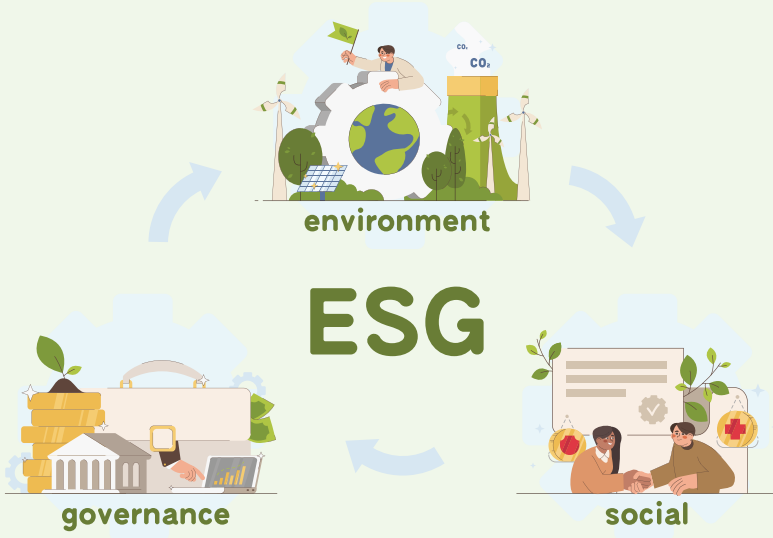 CO₂
CO₂
environment
ESG
governance
social